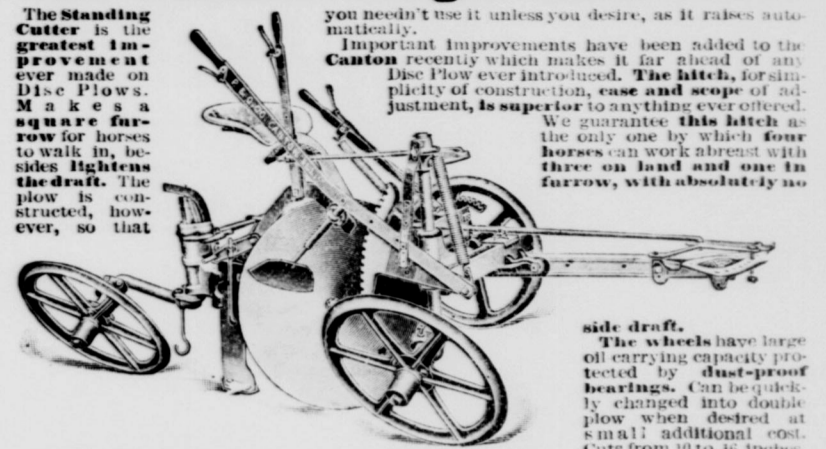 The Standing
Cutter is the
greatest im-
provement
ever made on
Disc Plows.
Makes a
square fur-
row for horses
to walk in, be-
sides lightens
the draft. The
plow is con-
structed, how-
ever, so that
you needn't use it unless you desire, as it raises auto-
matically.
Important improvements have been added to the
Canton recently which makes it far ahead of any
Disc Plow ever introduced. The hitch, for sim-
plicity of construction, ease and scope of ad-
justment, is superior to anything ever offered.
We guarantee this hitch as
the only one by which four
horses can work abreast with
three on land and one in
furrow, with absolutely no
side draft.
The wheels have large
oil carrying capacity pro-
tected by dust-proof
bearings. Can be quick-
ly changed into double
plow when desired at
small additional cost.
Cuts from 10 to 16 inches.